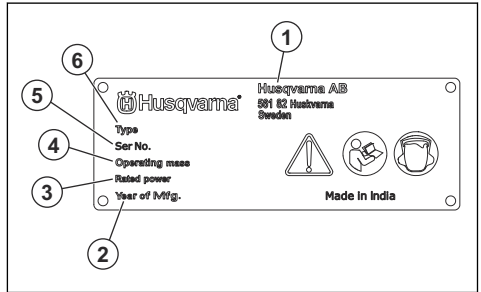 1
6
5
4
3
2
Husqvarna
Husqvarna AB
561 82 Huskvarna
Sweden
Type
Ser No.
Operating mass
Rated power
Year of Mfg.
Made in India